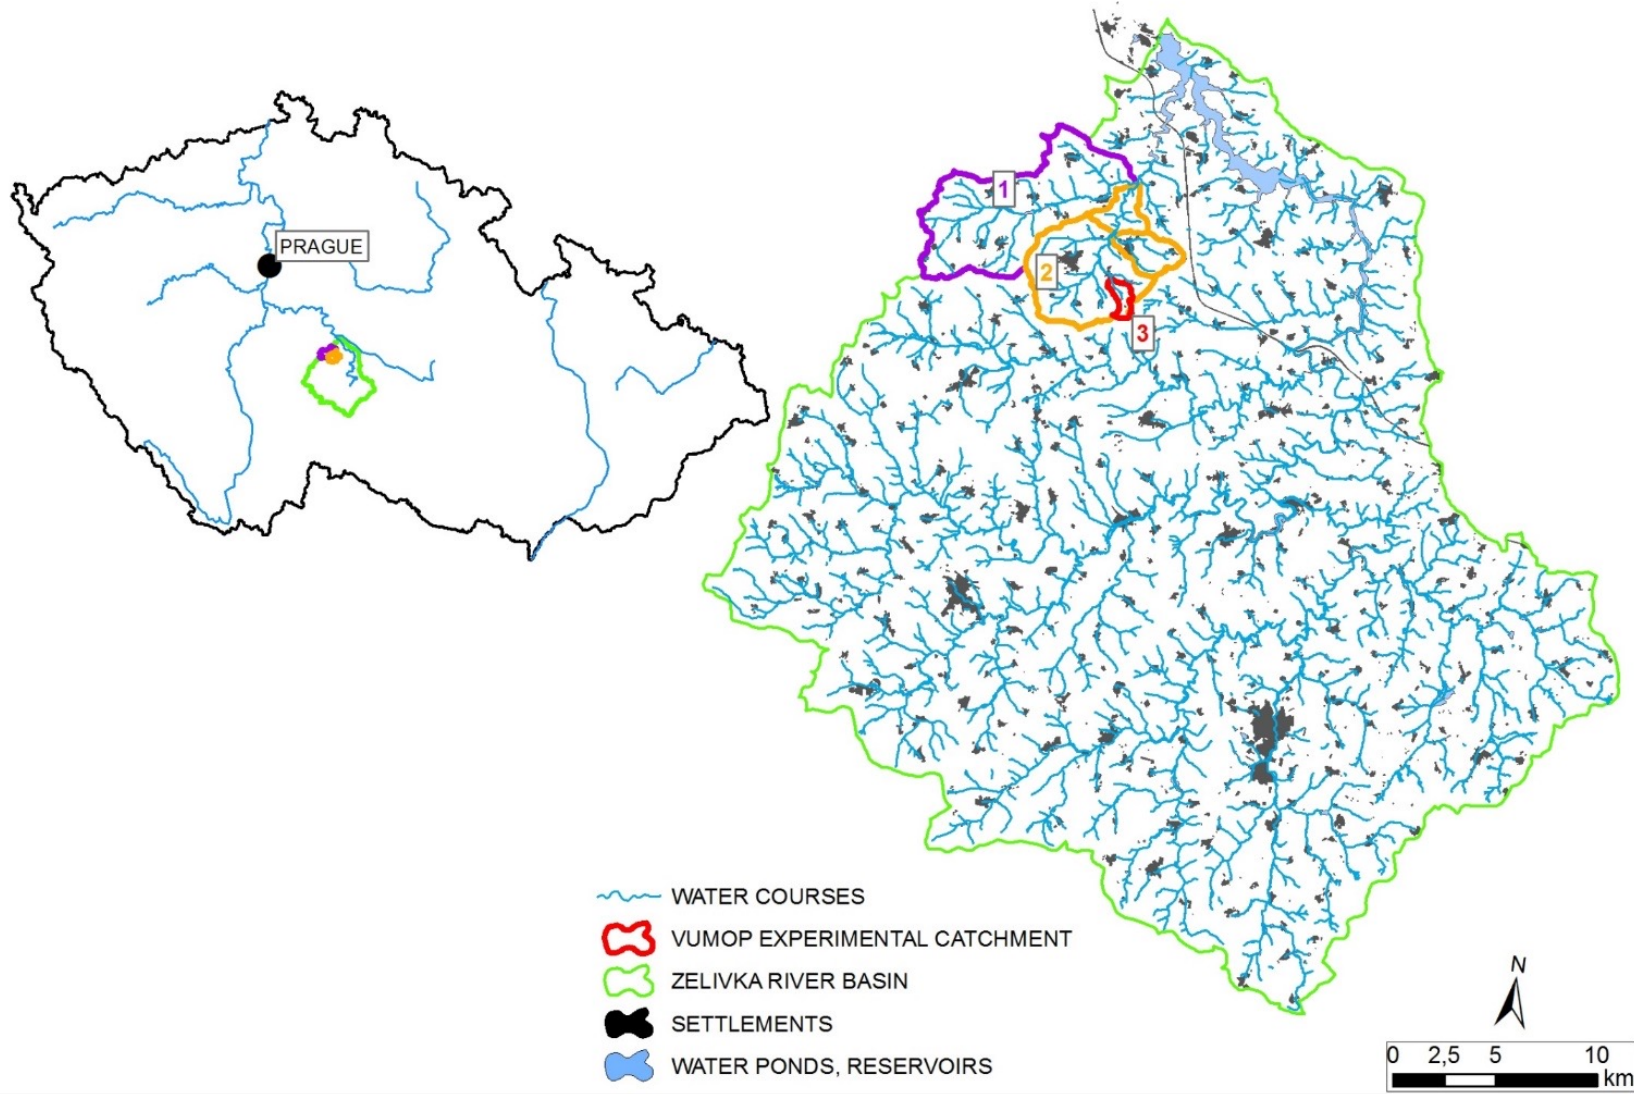 PRAGUE
1
2
3
WATER COURSES
VUMOP EXPERIMENTAL CATCHMENT
ZELIVKA RIVER BASIN
SETTLEMENTS
WATER PONDS, RESERVOIRS
N
0 2,5 5 10
km